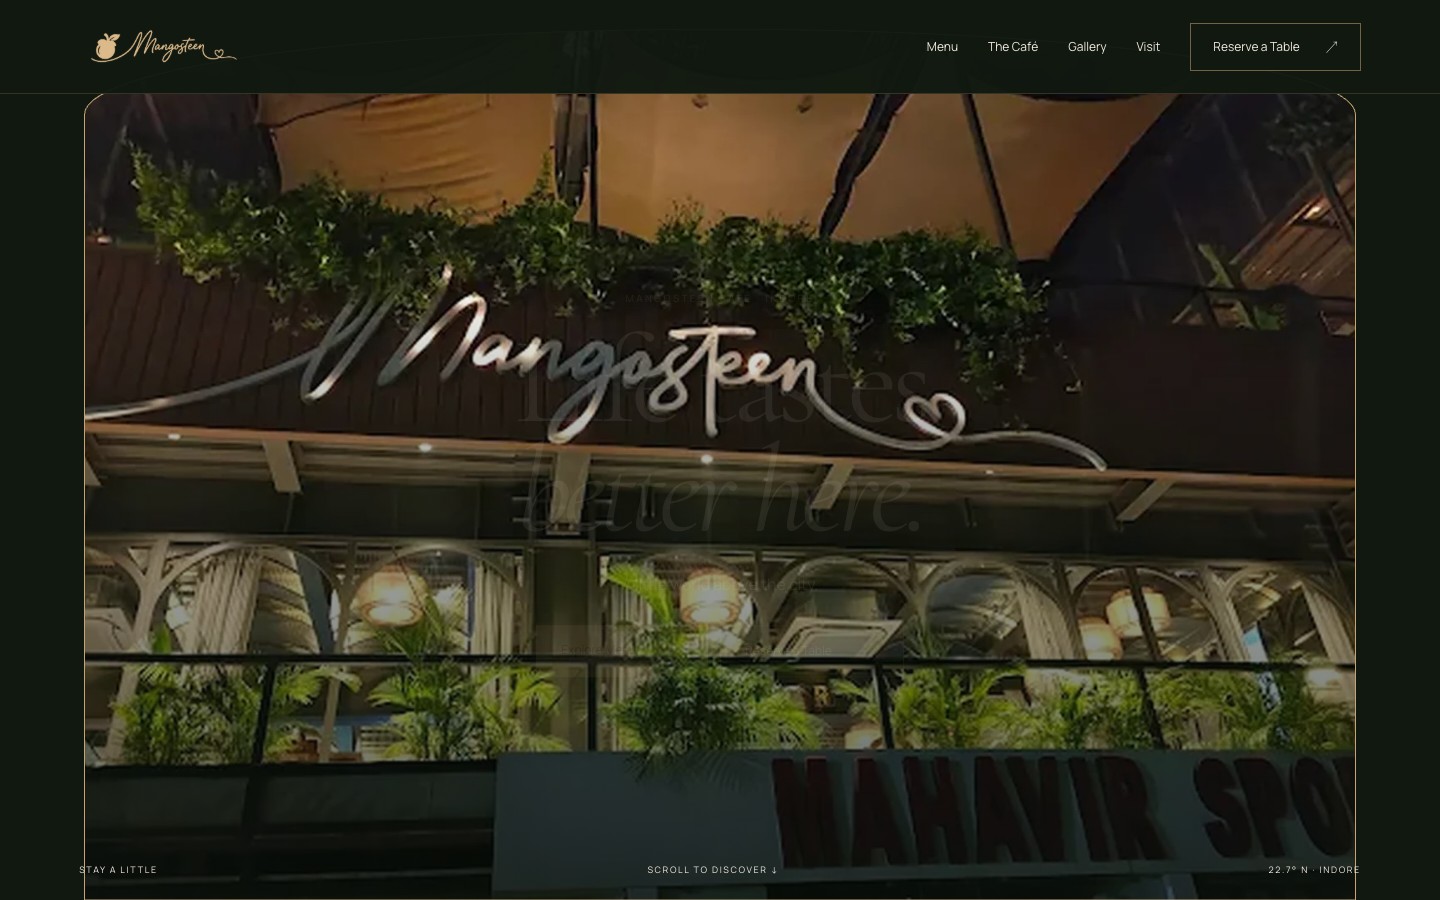 Mangosteen
Menu
The Café
Gallery
Visit
Reserve a Table ↗
Mangosteen
Life tastes
better here.
MAHAVIR SPO
STAY A LITTLE
SCROLL TO DISCOVER ↓
22.7° N · INDORE